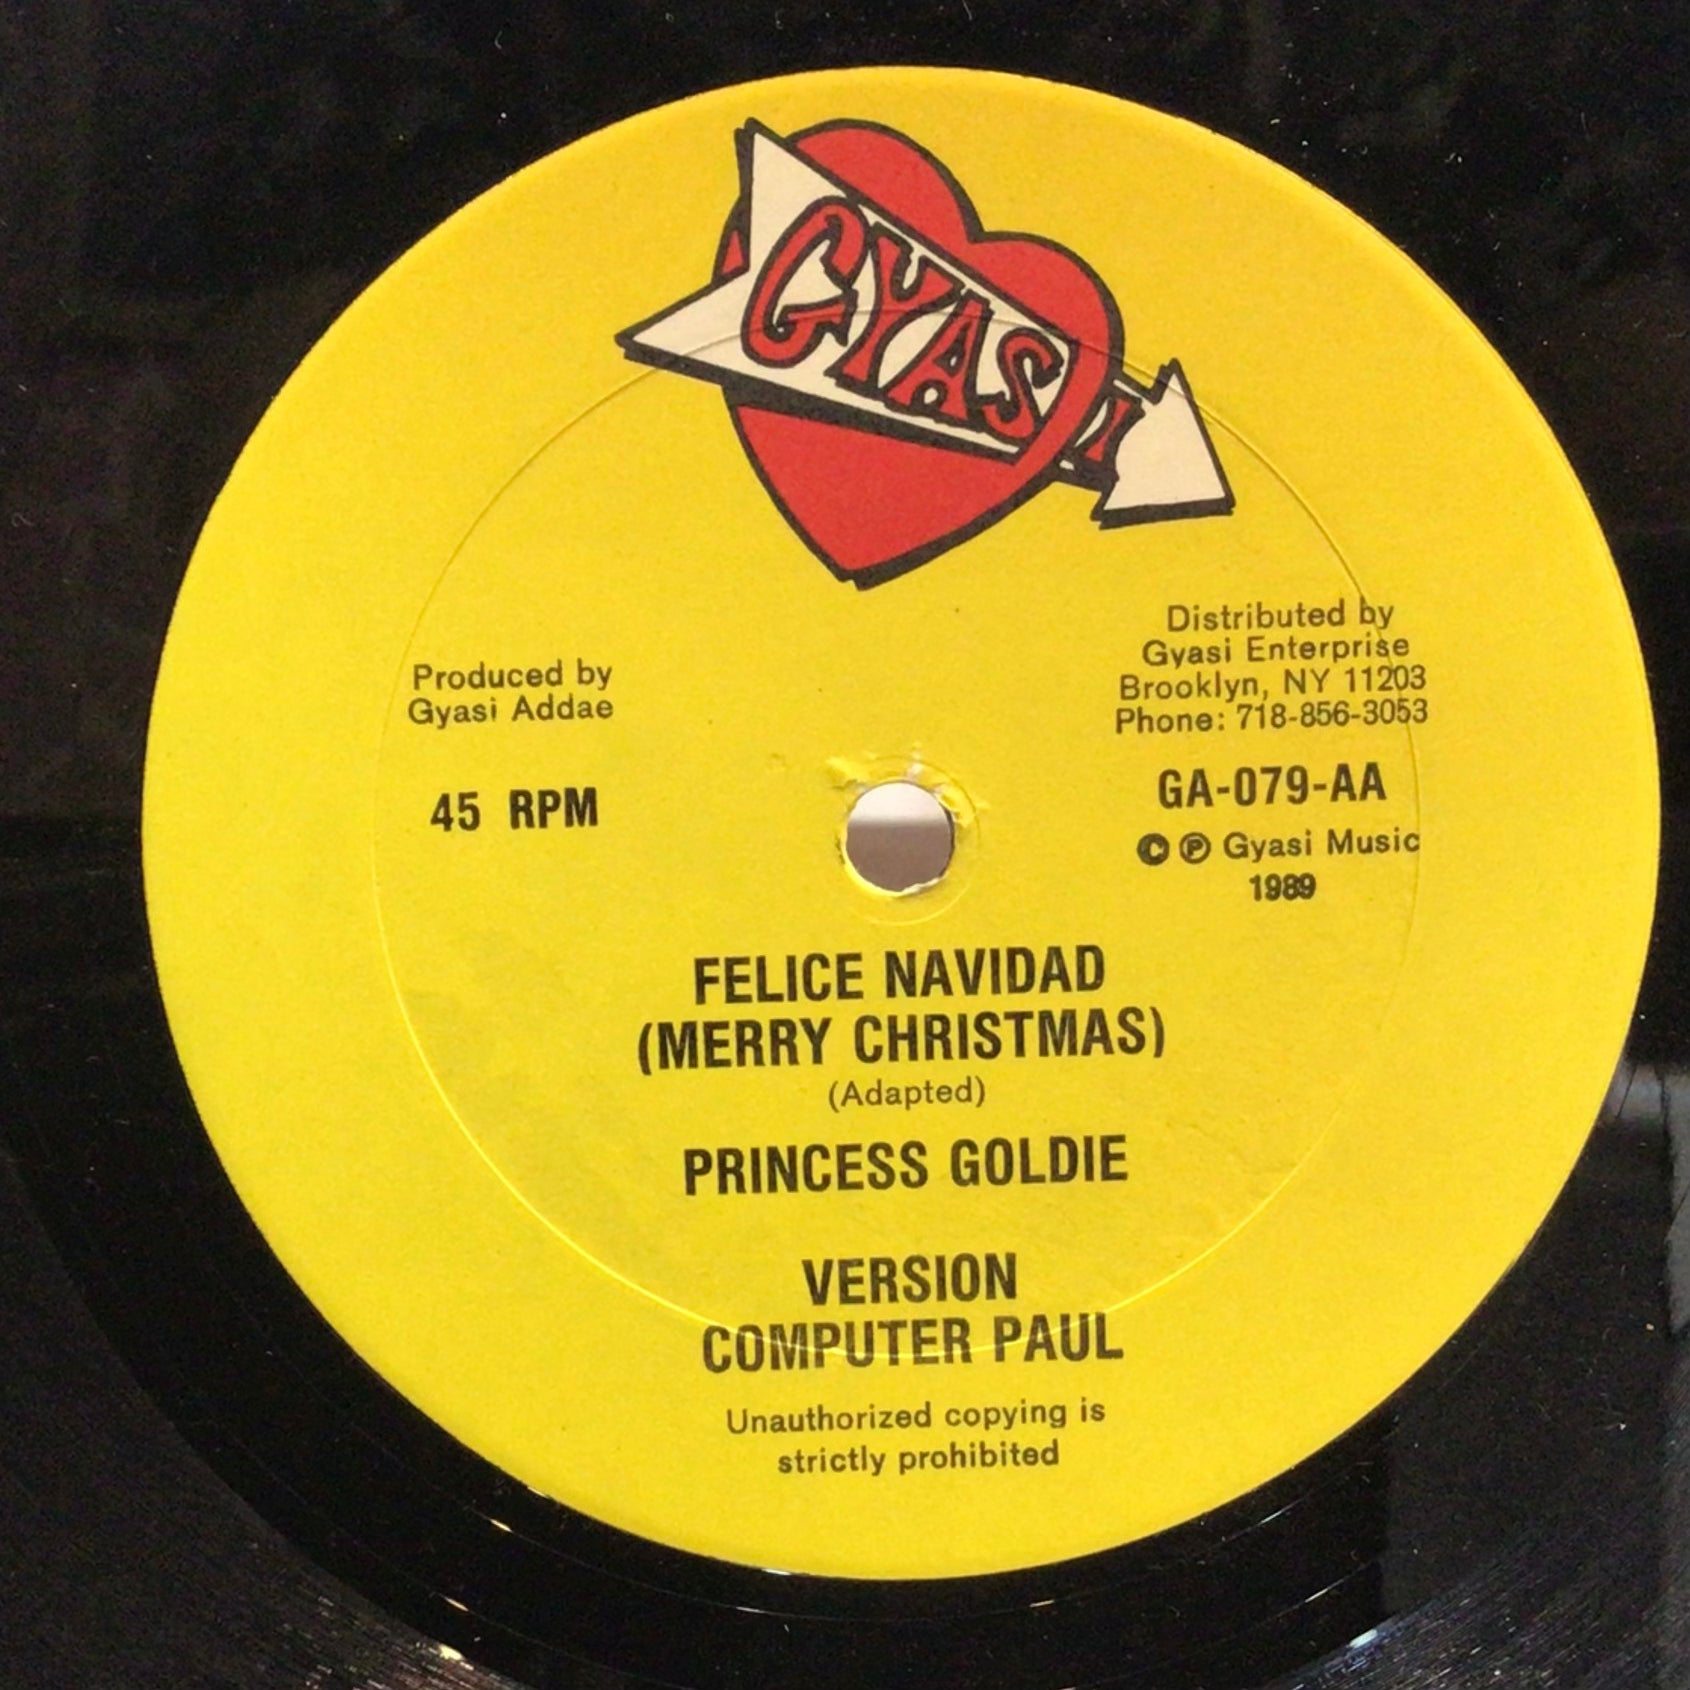 GYASI
Produced by
Gyasi Addae
45 RPM
Distributed by
Gyasi Enterprise
Brooklyn, NY 11203
Phone: 718-856-3053
GA-079-AA
© ℗ Gyasi Music
1989
FELICE NAVIDAD
(MERRY CHRISTMAS)
(Adapted)
PRINCESS GOLDIE
VERSION
COMPUTER PAUL
Unauthorized copying is
strictly prohibited